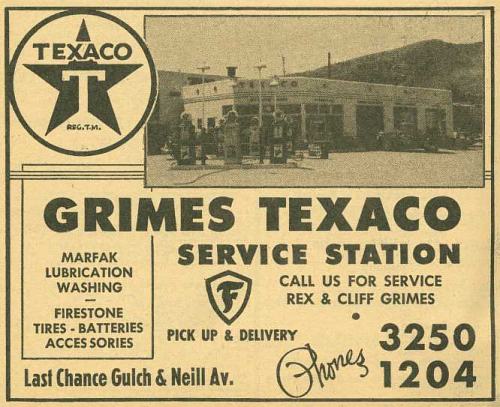 TEXACO
T
REG. T.M.
TEXACO
GRIMES TEXACO
SERVICE STATION
MARFAK
LUBRICATION
WASHING
—
FIRESTONE
TIRES - BATTERIES
ACCESSORIES
F
PICK UP & DELIVERY
CALL US FOR SERVICE
REX & CLIFF GRIMES
•
Phones
3250
1204
Last Chance Gulch & Neill Av.